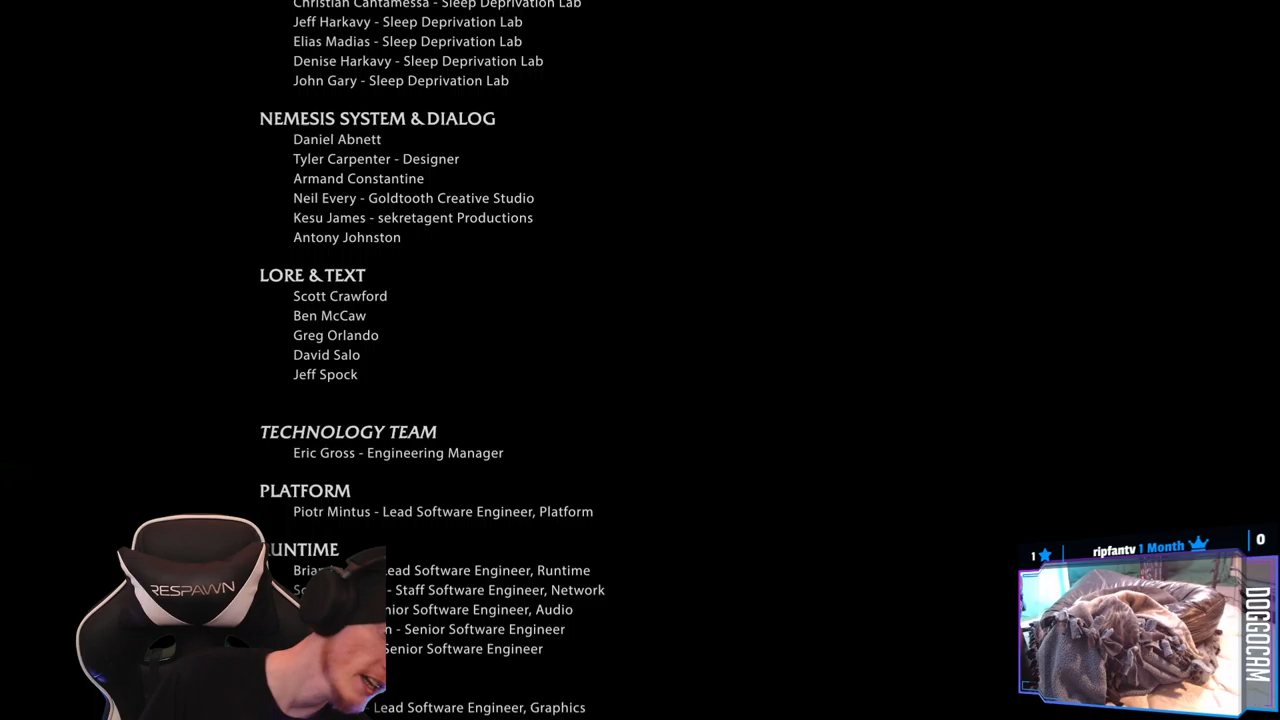 Christian Cantamessa - Sleep Deprivation Lab
Jeff Harkavy - Sleep Deprivation Lab
Elias Madias - Sleep Deprivation Lab
Denise Harkavy - Sleep Deprivation Lab
John Gary - Sleep Deprivation Lab
NEMESIS SYSTEM & DIALOG
Daniel Abnett
Tyler Carpenter - Designer
Armand Constantine
Neil Every - Goldtooth Creative Studio
Kesu James - sekretagent Productions
Antony Johnston
LORE & TEXT
Scott Crawford
Ben McCaw
Greg Orlando
David Salo
Jeff Spock
TECHNOLOGY TEAM
Eric Gross - Engineering Manager
PLATFORM
Piotr Mintus - Lead Software Engineer, Platform
RUNTIME
Lead Software Engineer, Runtime
- Staff Software Engineer, Network
Software Engineer, Audio
- Senior Software Engineer
Senior Software Engineer
Lead Software Engineer, Graphics
RESPAWN
1 ripfantv 1 Month 0
DOGGOCAM